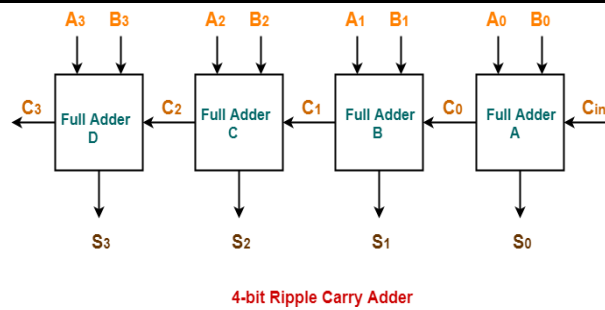 A3 B3 A2 B2 A1 B1 A0 B0
C3 Full Adder D C2 Full Adder C C1 Full Adder B C0 Full Adder A Cin
S3 S2 S1 S0
4-bit Ripple Carry Adder